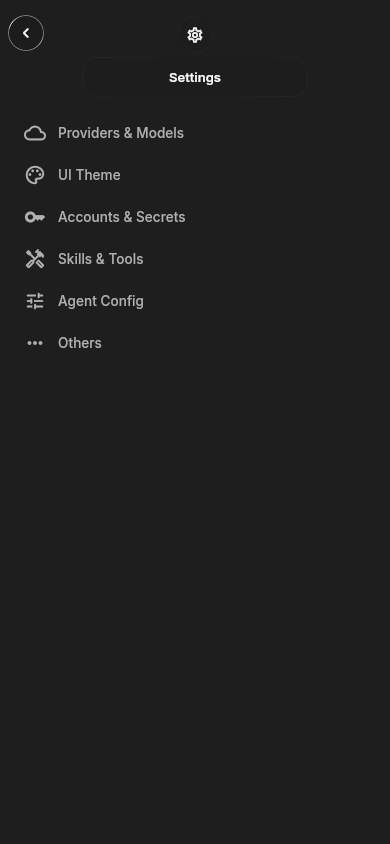 Settings
Providers & Models
UI Theme
Accounts & Secrets
Skills & Tools
Agent Config
Others